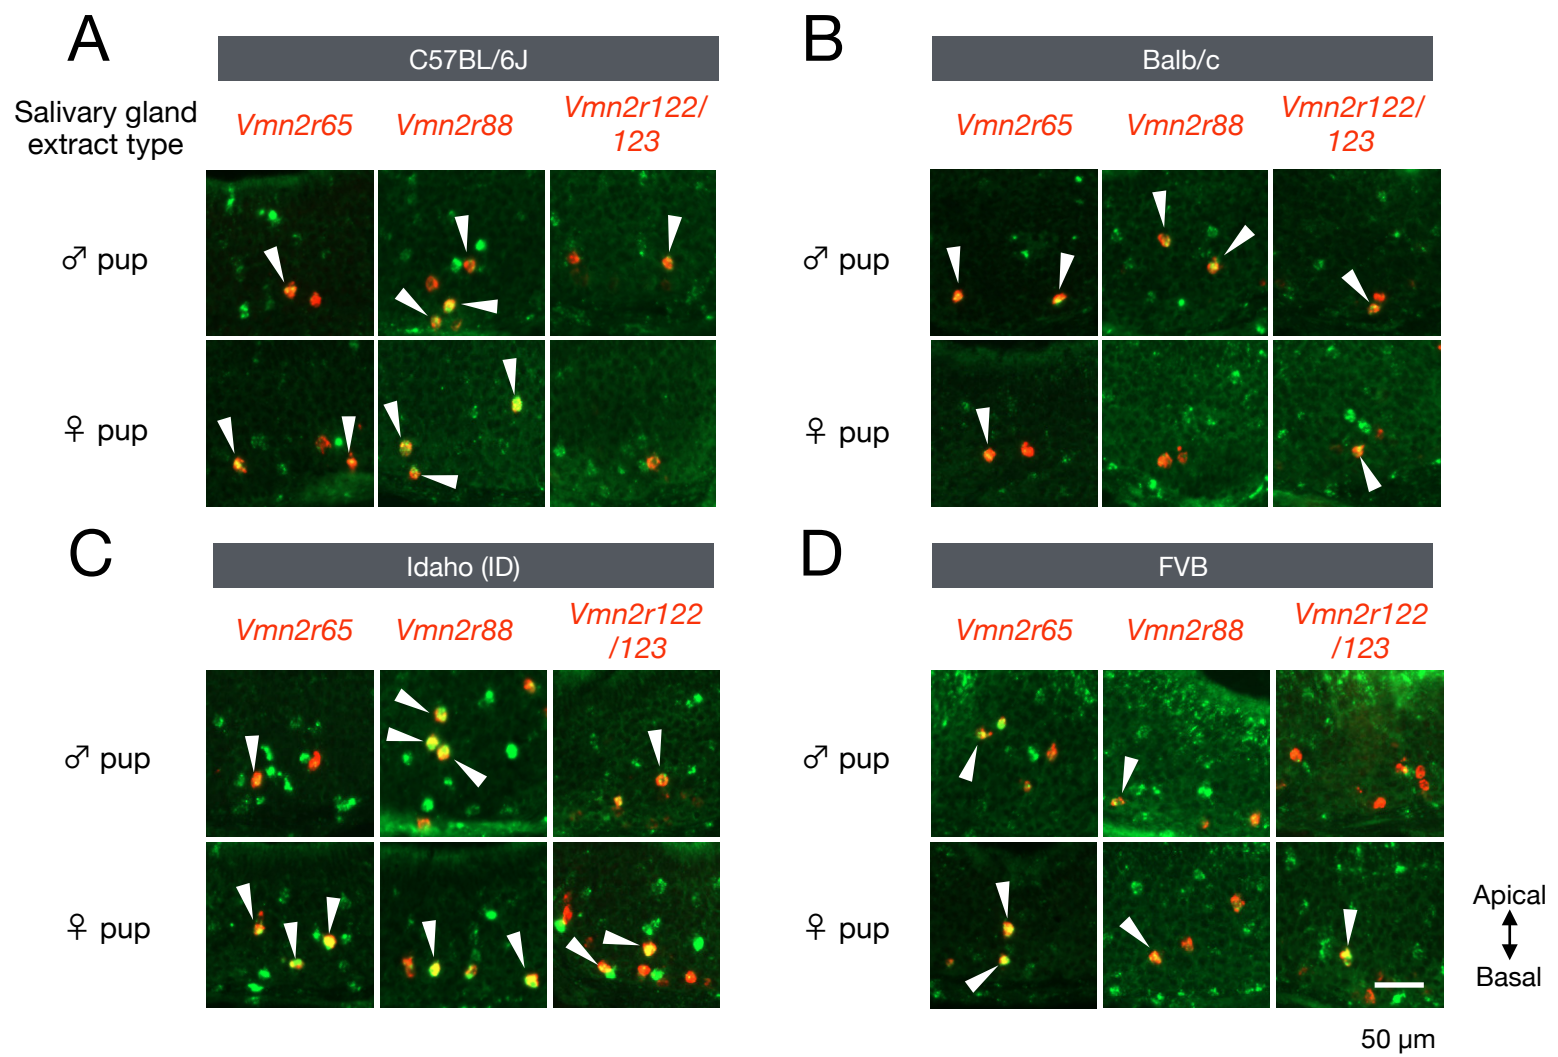 A
C57BL/6J
Salivary gland
extract type
Vmn2r65
Vmn2r88
Vmn2r122/
123
♂ pup
♀ pup
B
Balb/c
Vmn2r65
Vmn2r88
Vmn2r122/
123
♂ pup
♀ pup
C
Idaho (ID)
Vmn2r65
Vmn2r88
Vmn2r122
/123
♂ pup
♀ pup
D
FVB
Vmn2r65
Vmn2r88
Vmn2r122
/123
♂ pup
♀ pup
Apical
Basal
50 μm